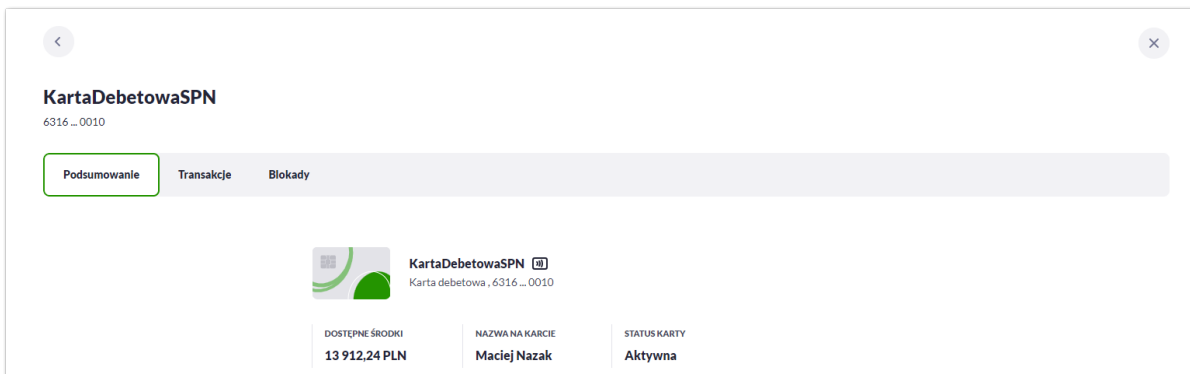 KartaDebetowaSPN
6316 ... 0010
Podsumowanie Transakcje Blokady
KartaDebetowaSPN
Karta debetowa , 6316 ... 0010
DOSTĘPNE ŚRODKI NAZWA NA KARCIE STATUS KARTY
13 912,24 PLN Maciej Nazak Aktywna